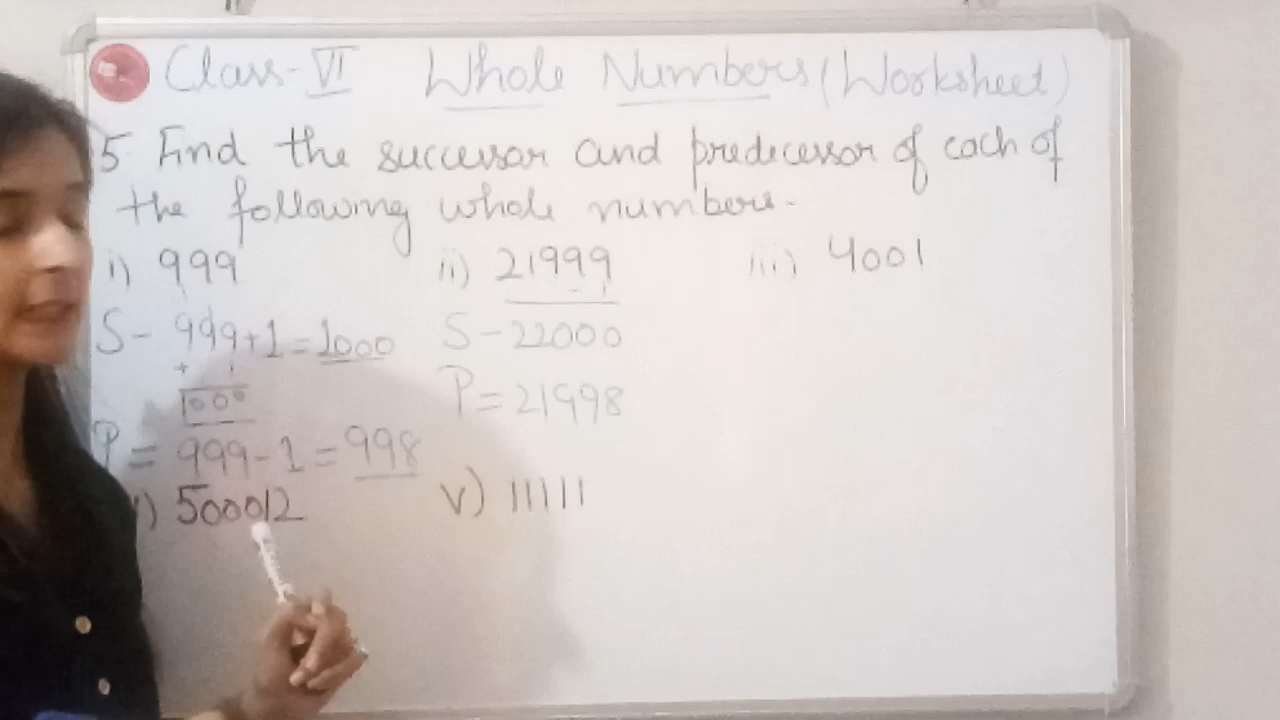 Class-VI Whole Numbers (Worksheet)
5. Find the successor and predecessor of each of
the following whole numbers.
i) 999 ii) 21999 iii) 4001
S - 999+1 = 1000 S - 22000
+ 1
1000
P = 21998
P = 999-1 = 998
) 500012 v) 11111